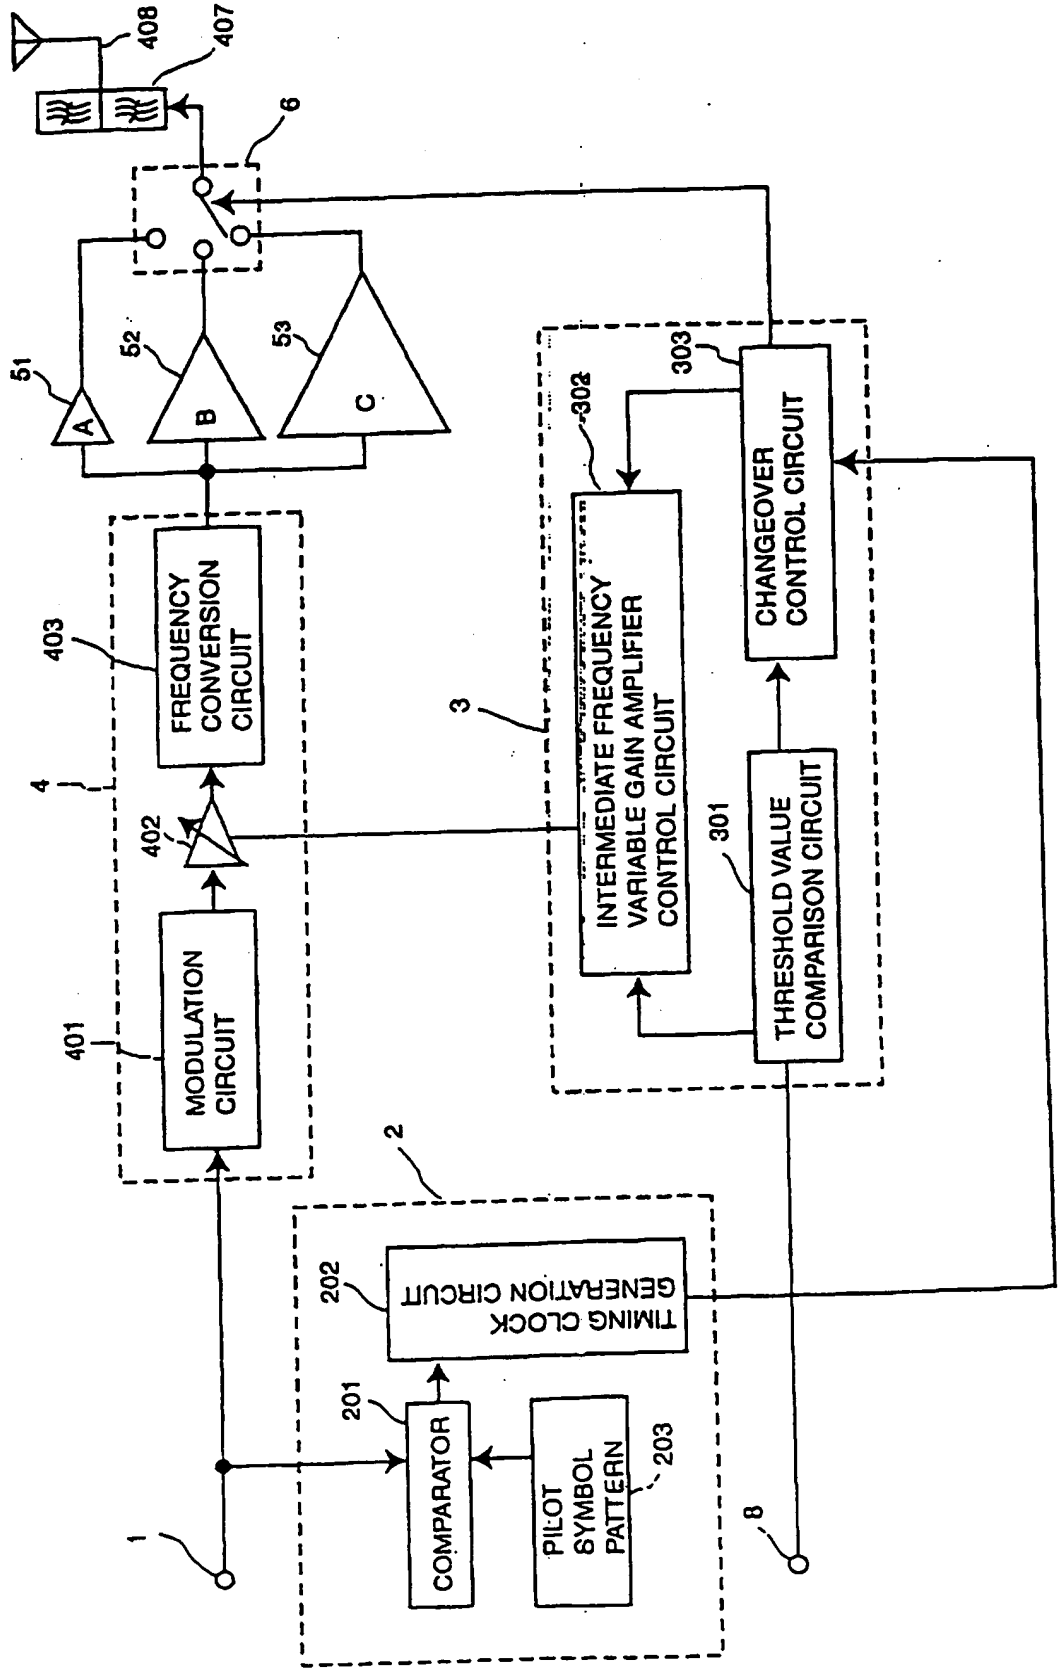 408
407
6
51
52
53
A
B
C
4
403
FREQUENCY
CONVERSION
CIRCUIT
402
401
MODULATION
CIRCUIT
3
302
303
INTERMEDIATE FREQUENCY
VARIABLE GAIN AMPLIFIER
CONTROL CIRCUIT
CHANGEOVER
CONTROL CIRCUIT
301
THRESHOLD VALUE
COMPARISON CIRCUIT
2
202
TIMING CLOCK
GENERATION CIRCUIT
201
COMPARATOR
PILOT
SYMBOL
PATTERN
203
1
8